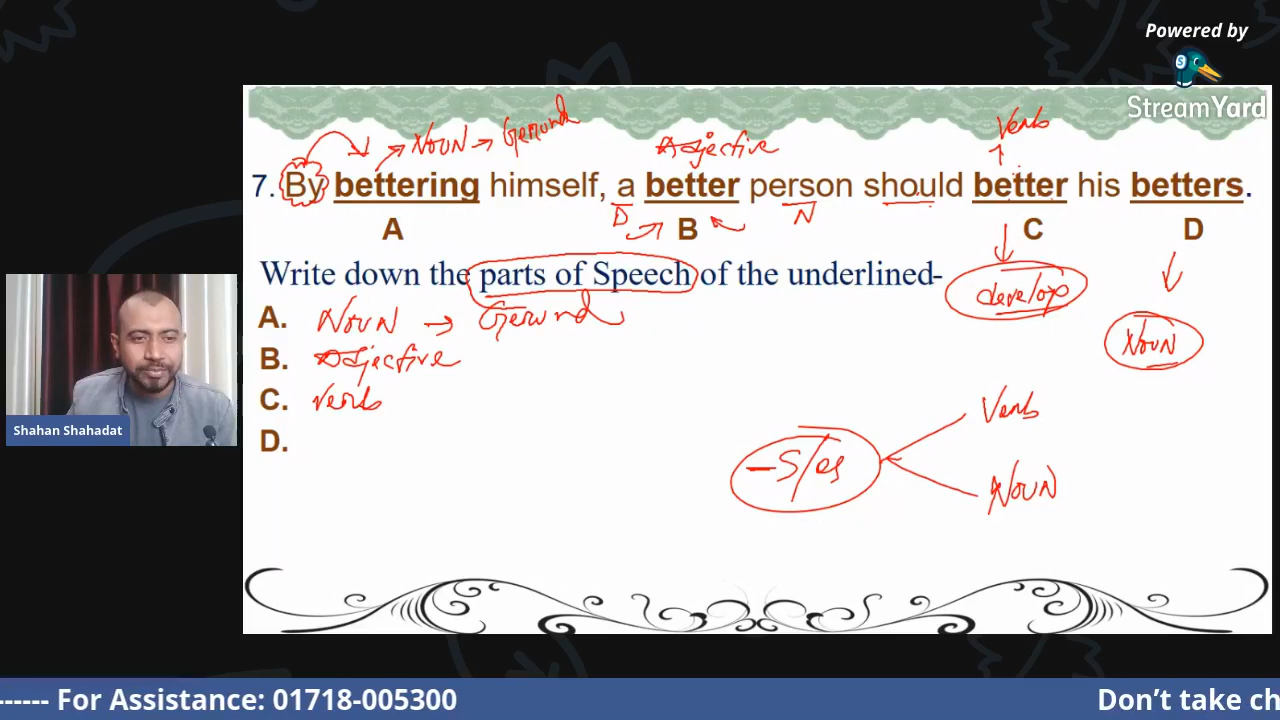 Powered by
StreamYard
Noun → Gerund
Adjective
Verb
7. By bettering himself, a better person should better his betters.
D
N
A B C D
Write down the parts of Speech of the underlined-
develop
A. Noun → Gerund
Noun
B. Adjective
C. Verb
Verb
D.
-S/es
Noun
Shahan Shahadat
------ For Assistance: 01718-005300
Don’t take ch